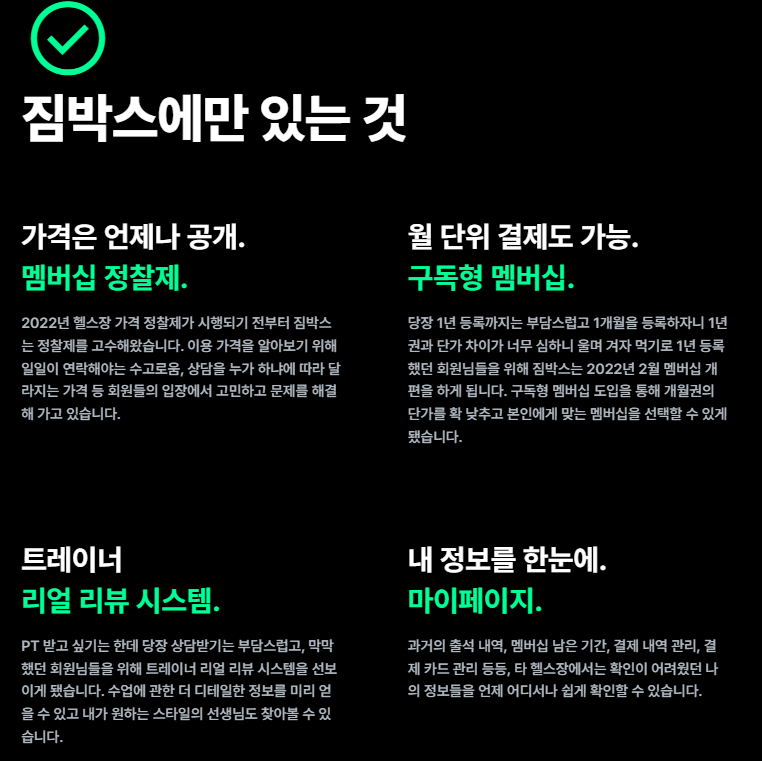 짐박스에만 있는 것
가격은 언제나 공개.
멤버십 정찰제.
2022년 헬스장 가격 정찰제가 시행되기 전부터 짐박스
는 정찰제를 고수해왔습니다. 이용 가격을 알아보기 위해
일일이 연락해야는 수고로움, 상담을 누가 하냐에 따라 달
라지는 가격 등 회원들의 입장에서 고민하고 문제를 해결
해 가고 있습니다.
월 단위 결제도 가능.
구독형 멤버십.
당장 1년 등록까지는 부담스럽고 1개월을 등록하자니 1년
권과 단가 차이가 너무 심하니 울며 겨자 먹기로 1년 등록
했던 회원님들을 위해 짐박스는 2022년 2월 멤버십 개
편을 하게 됩니다. 구독형 멤버십 도입을 통해 개월권의
단가를 확 낮추고 본인에게 맞는 멤버십을 선택할 수 있게
됐습니다.
트레이너
리얼 리뷰 시스템.
PT 받고 싶기는 한데 당장 상담받기는 부담스럽고, 막막
했던 회원님들을 위해 트레이너 리얼 리뷰 시스템을 선보
이게 됐습니다. 수업에 관한 더 디테일한 정보를 미리 얻
을 수 있고 내가 원하는 스타일의 선생님도 찾아볼 수 있
습니다.
내 정보를 한눈에.
마이페이지.
과거의 출석 내역, 멤버십 남은 기간, 결제 내역 관리, 결
제 카드 관리 등등, 타 헬스장에서는 확인이 어려웠던 나
의 정보들을 언제 어디서나 쉽게 확인할 수 있습니다.